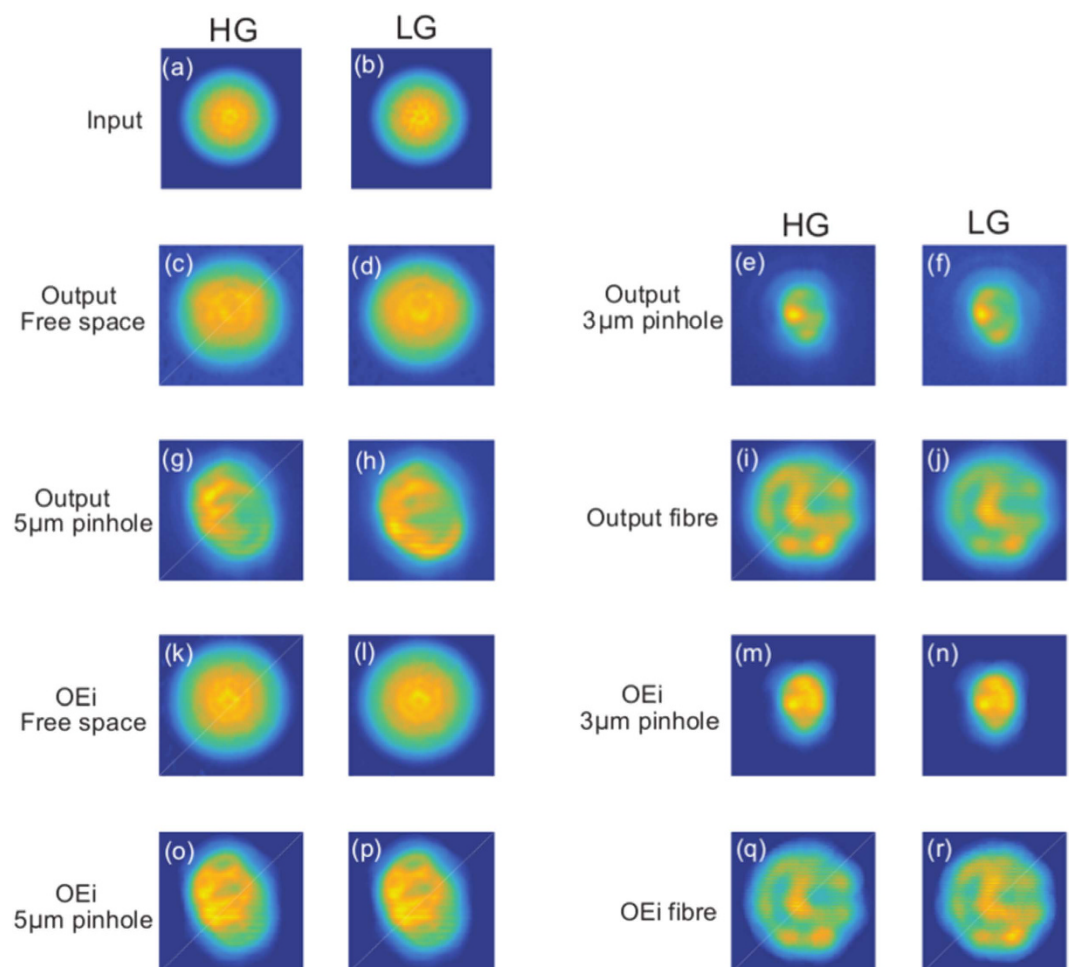 HG LG
Input (a) (b)
HG LG
Output
Free space (c) (d)
Output
3µm pinhole (e) (f)
Output
5µm pinhole (g) (h)
Output fibre (i) (j)
OEi
Free space (k) (l)
OEi
3µm pinhole (m) (n)
OEi
5µm pinhole (o) (p)
OEi fibre (q) (r)